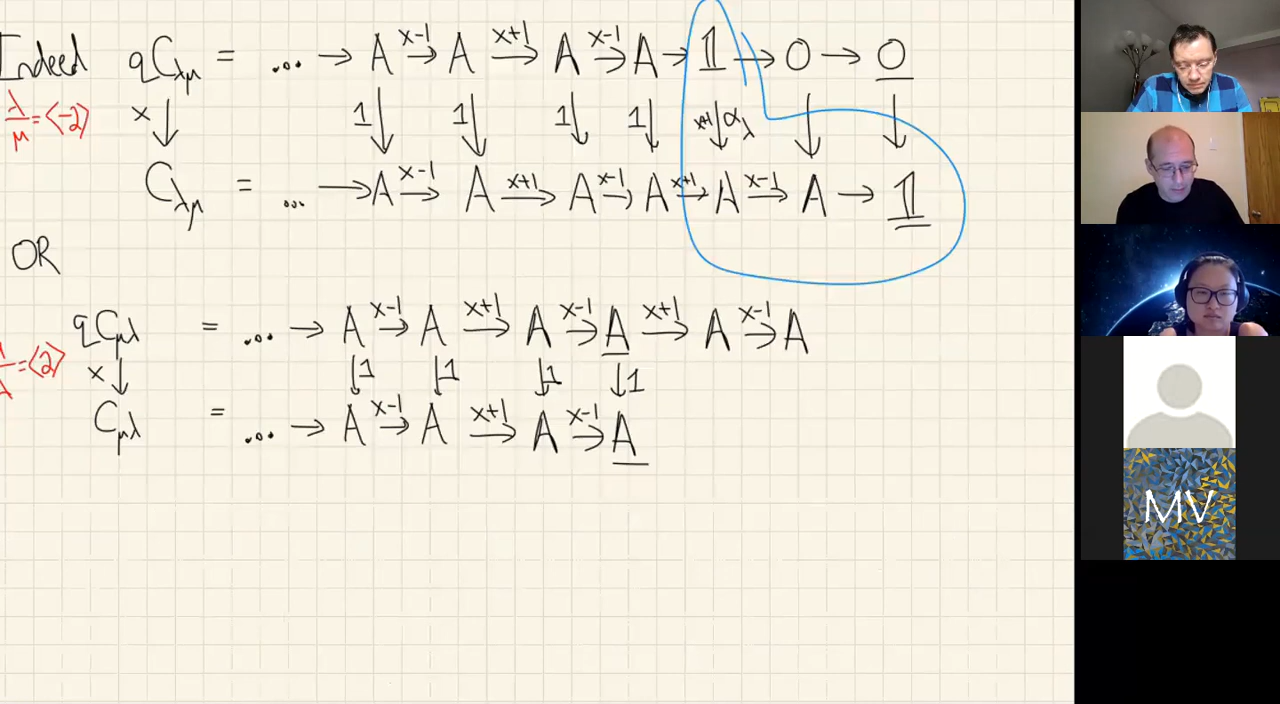 Indeed qC_λμ = ... → A x-1→ A x+1→ A x-1→ A → 𝟙 → 0 → 0
λ/μ = ⟨-2⟩ x ↓ 1↓ 1↓ 1↓ 1↓ x+1↓α_λ ↓ ↓
C_λμ = ... → A x-1→ A x+1→ A x-1→ A x+1→ A x-1→ A → 𝟙
OR
qC_μλ = ... → A x-1→ A x+1→ A x-1→ A x+1→ A x-1→ A
= ⟨2⟩ x ↓ ↓1 ↓1 ↓1 ↓1
C_μλ = ... → A x-1→ A x+1→ A x-1→ A
MV